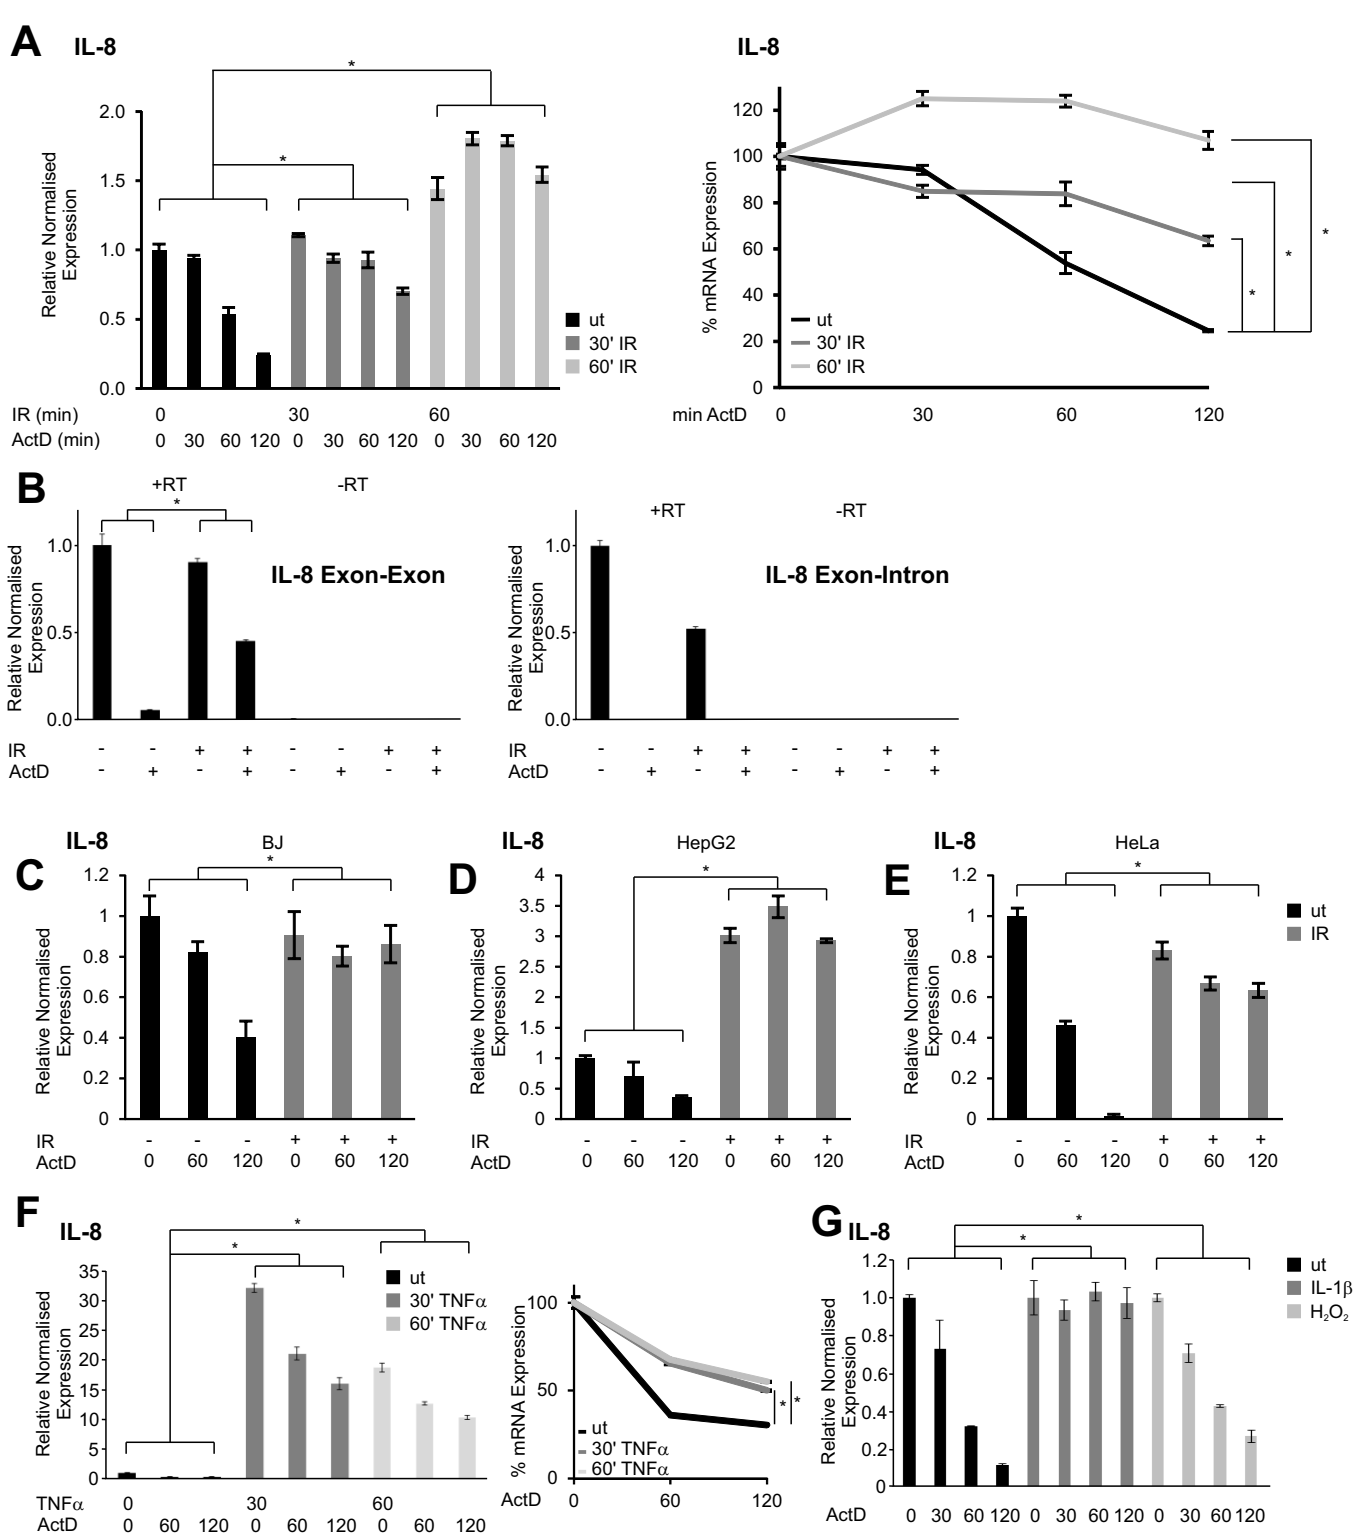 A IL-8
*
*
2.0
1.5
1.0
0.5
0.0
Relative Normalised
Expression
ut
30' IR
60' IR
IR (min) 0 30 60
ActD (min) 0 30 60 120 0 30 60 120 0 30 60 120
IL-8
120
100
80
60
40
20
0
% mRNA Expression
*
*
*
ut
30' IR
60' IR
min ActD 0 30 60 120
B +RT -RT
*
1.0
0.5
0.0
Relative Normalised
Expression
IL-8 Exon-Exon
IR - - + + - - + +
ActD - + - + - + - +
+RT -RT
1.0
0.5
0.0
Relative Normalised
Expression
IL-8 Exon-Intron
IR - - + + - - + +
ActD - + - + - + - +
C IL-8 BJ
*
1.2
1
0.8
0.6
0.4
0.2
0
Relative Normalised
Expression
IR - - - + + +
ActD 0 60 120 0 60 120
D IL-8 HepG2
*
4
3.5
3
2.5
2
1.5
1
0.5
0
Relative Normalised
Expression
IR - - - + + +
ActD 0 60 120 0 60 120
E IL-8 HeLa
*
1.2
1
0.8
0.6
0.4
0.2
0
Relative Normalised
Expression
ut
IR
IR - - - + + +
ActD 0 60 120 0 60 120
F IL-8
*
*
35
30
25
20
15
10
5
0
Relative Normalised
Expression
ut
30' TNFα
60' TNFα
TNFα 0 30 60
ActD 0 60 120 0 60 120 0 60 120
100
50
0
% mRNA Expression
* *
ut
30' TNFα
60' TNFα
ActD 0 60 120
G IL-8
*
*
1.2
1.0
0.8
0.6
0.4
0.2
0
Relative Normalised
Expression
ut
IL-1β
H₂O₂
ActD 0 30 60 120 0 30 60 120 0 30 60 120